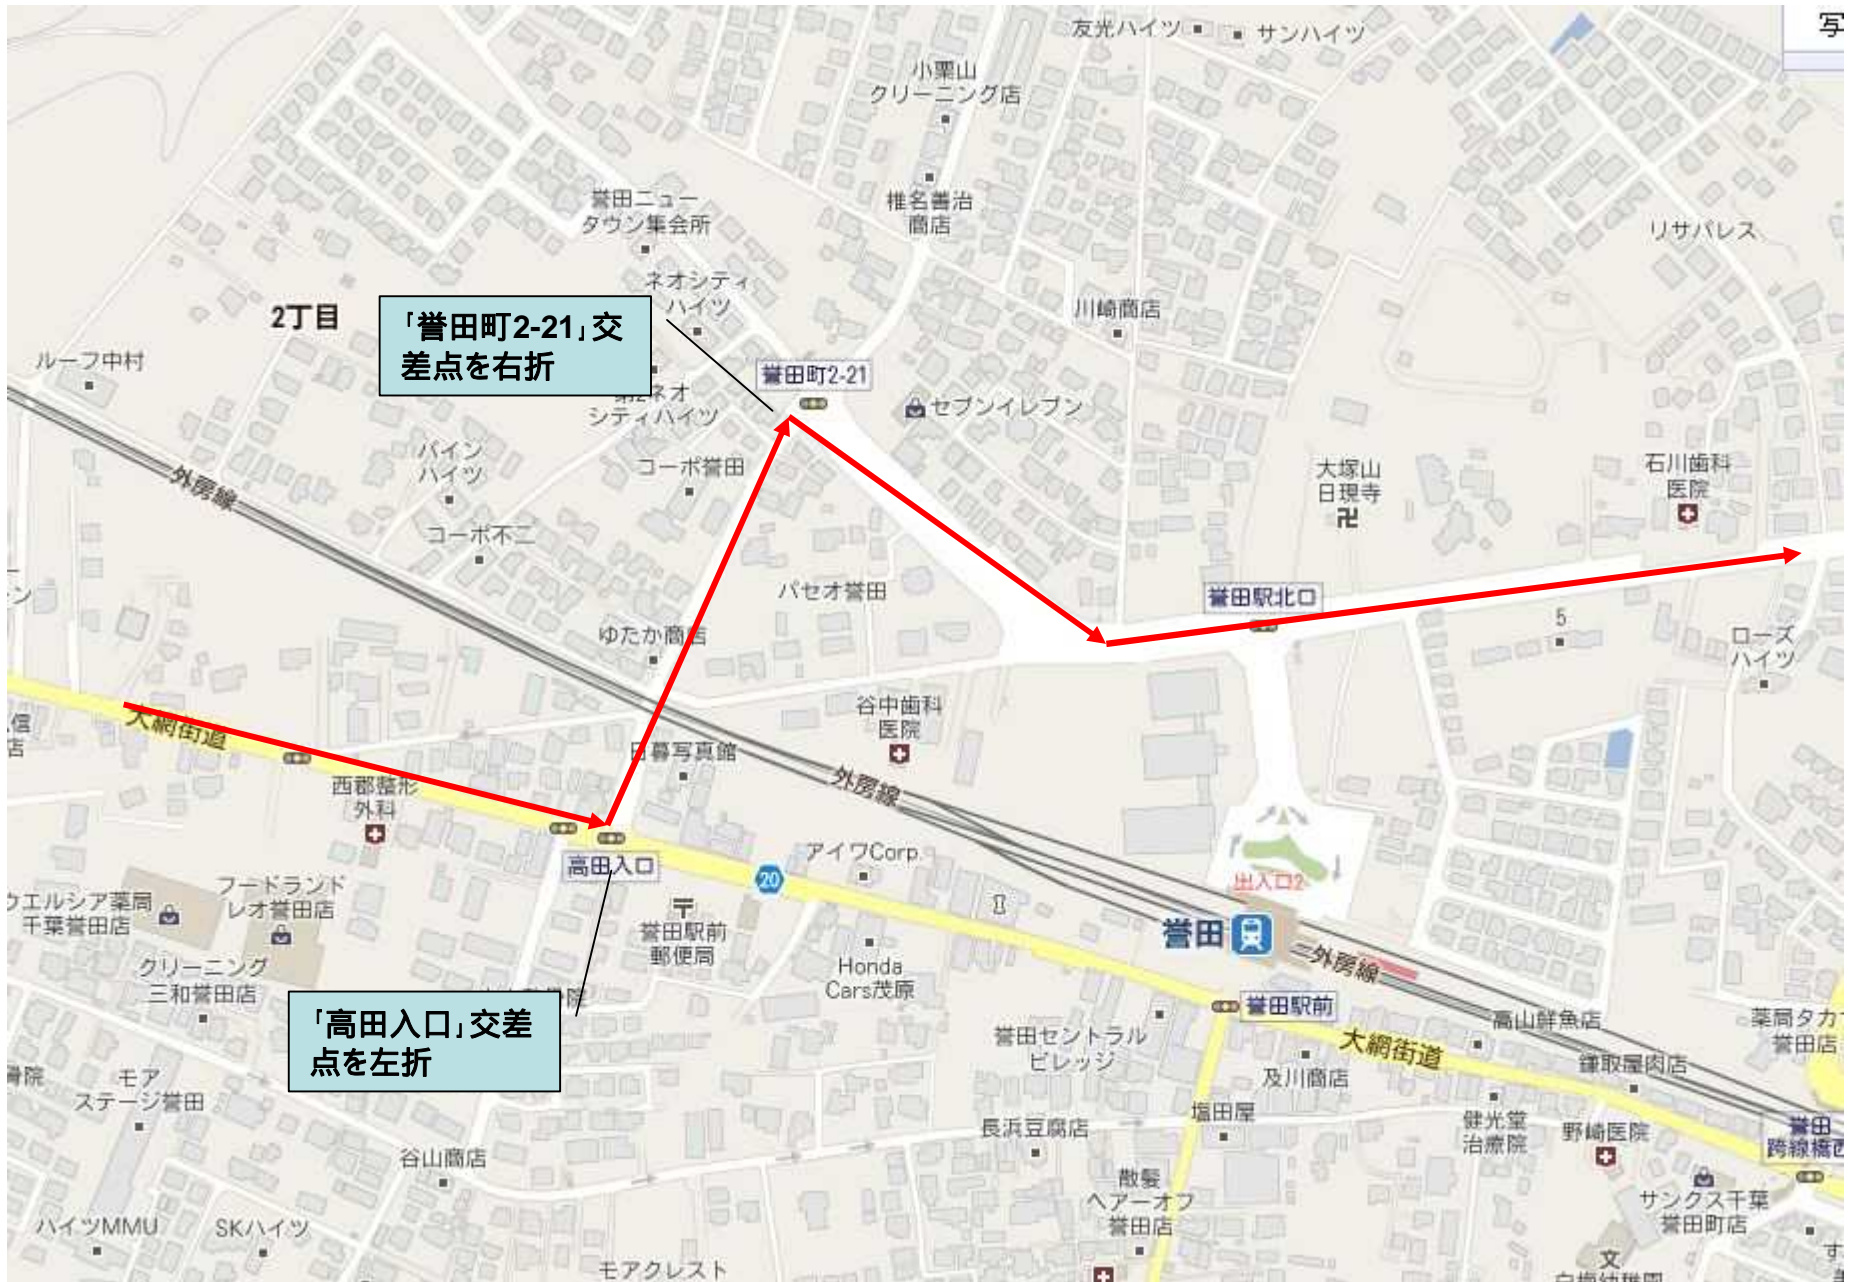 写
友光ハイツ
サンハイツ
小栗山
クリーニング店
誉田ニュー
タウン集会所
椎名善治
商店
リサパレス
ネオシティ
ハイツ
2丁目
「誉田町2-21」交
差点を右折
川崎商店
ルーフ中村
誉田町2-21
第2ネオ
シティハイツ
セブンイレブン
パイン
ハイツ
コーポ誉田
大塚山
日現寺
石川歯科
医院
外房線
コーポ不二
パセオ誉田
誉田駅北口
5
ゆたか商店
ローズ
ハイツ
大網街道
谷中歯科
医院
日暮写真館
外房線
西郡整形
外科
高田入口
20
アイワCorp.
出入口2
ウエルシア薬局
千葉誉田店
フードランド
レオ誉田店
誉田駅前
郵便局
誉田
クリーニング
三和誉田店
Honda
Cars茂原
外房線
「高田入口」交差
点を左折
誉田駅前
高山鮮魚店
薬局タカ
誉田店
誉田セントラル
ビレッジ
大網街道
鎌取屋肉店
及川商店
モア
ステージ誉田
塩田屋
長浜豆腐店
健光堂
治療院
野崎医院
誉田
跨線橋西
谷山商店
散髪
ヘアーオブ
誉田店
サンクス千葉
誉田町店
ハイツMMU
SKハイツ
モアクレスト
文